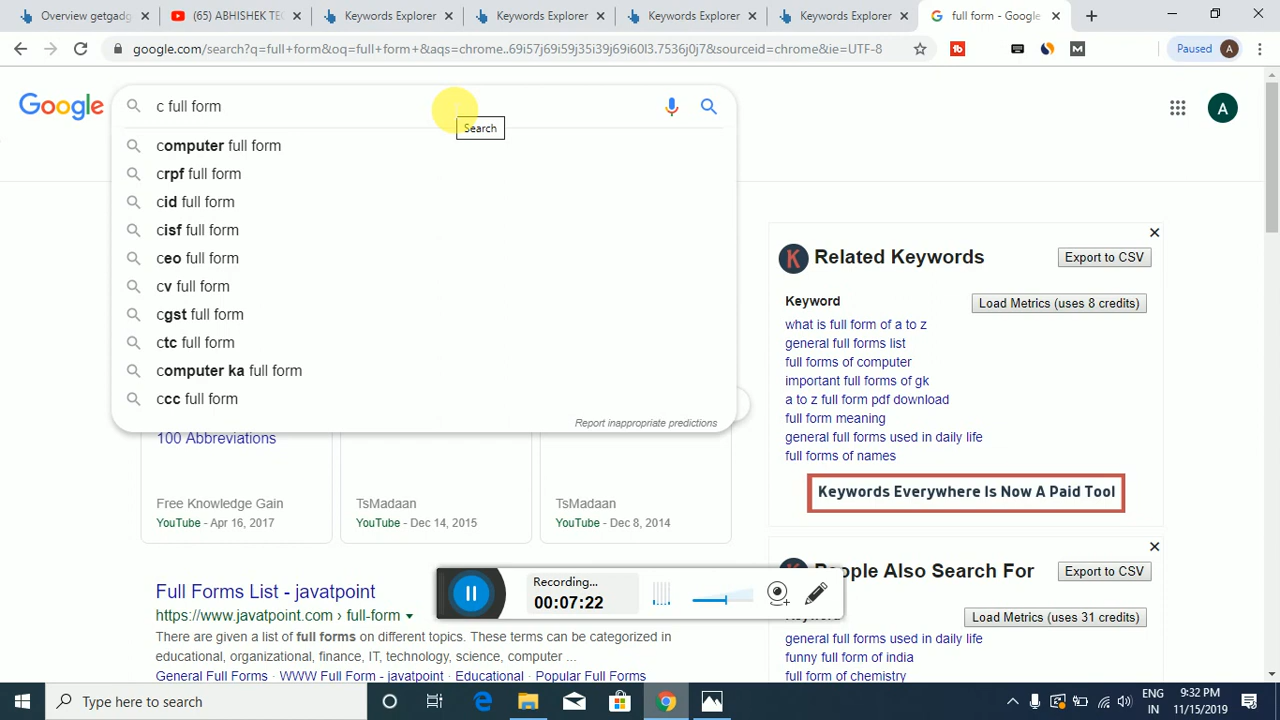 Overview getgadg
(65) ABHISHEK TEC
Keywords Explorer
Keywords Explorer
Keywords Explorer
Keywords Explorer
full form - Google
google.com/search?q=full+form&oq=full+form+&aqs=chrome..69i57j69i59j35i39j69i60l3.7536j0j7&sourceid=chrome&ie=UTF-8
Paused
A
Google
c full form
A
Search
computer full form
crpf full form
cid full form
cisf full form
ceo full form
cv full form
cgst full form
ctc full form
computer ka full form
ccc full form
Report inappropriate predictions
100 Abbreviations
Free Knowledge Gain
YouTube - Apr 16, 2017
TsMadaan
YouTube - Dec 14, 2015
TsMadaan
YouTube - Dec 8, 2014
Full Forms List - javatpoint
https://www.javatpoint.com › full-form
There are given a list of full forms on different topics. These terms can be categorized in
educational, organizational, finance, IT, technology, science, computer ...
General Full Forms · WWW Full Form - javatpoint · Educational · Popular Full Forms
K Related Keywords
Export to CSV
Keyword
Load Metrics (uses 8 credits)
what is full form of a to z
general full forms list
full forms of computer
important full forms of gk
a to z full form pdf download
full form meaning
general full forms used in daily life
full forms of names
Keywords Everywhere Is Now A Paid Tool
People Also Search For
Export to CSV
Load Metrics (uses 31 credits)
general full forms used in daily life
funny full form of india
full form of chemistry
Recording...
00:07:22
Type here to search
ENG
IN
9:32 PM
11/15/2019